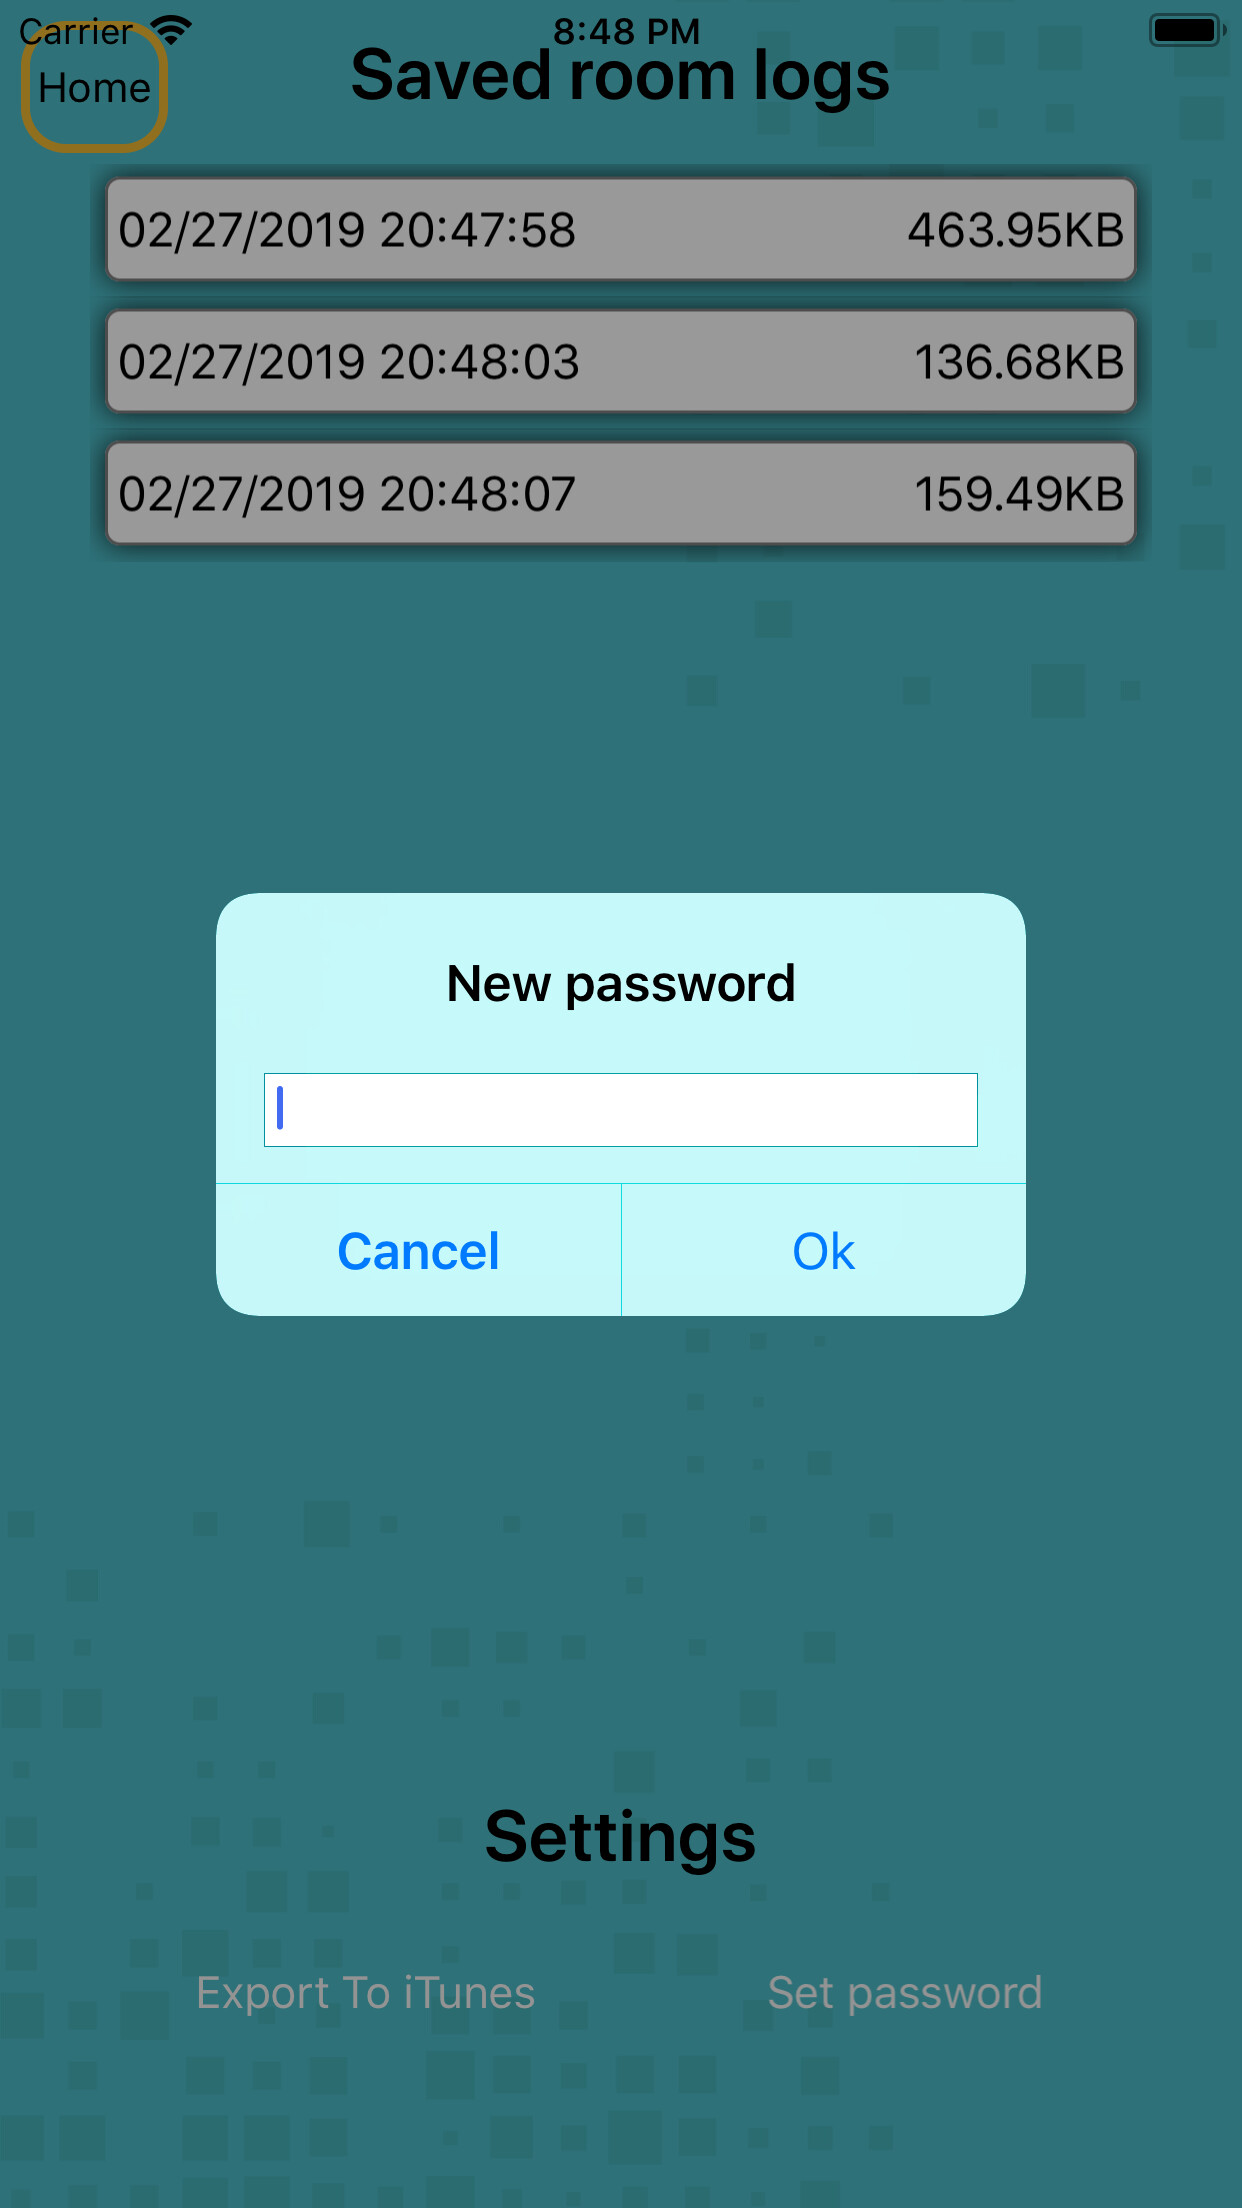 Carrier 8:48 PM
Home Saved room logs
02/27/2019 20:47:58 463.95KB
02/27/2019 20:48:03 136.68KB
02/27/2019 20:48:07 159.49KB
New password
Cancel Ok
Settings
Export To iTunes Set password